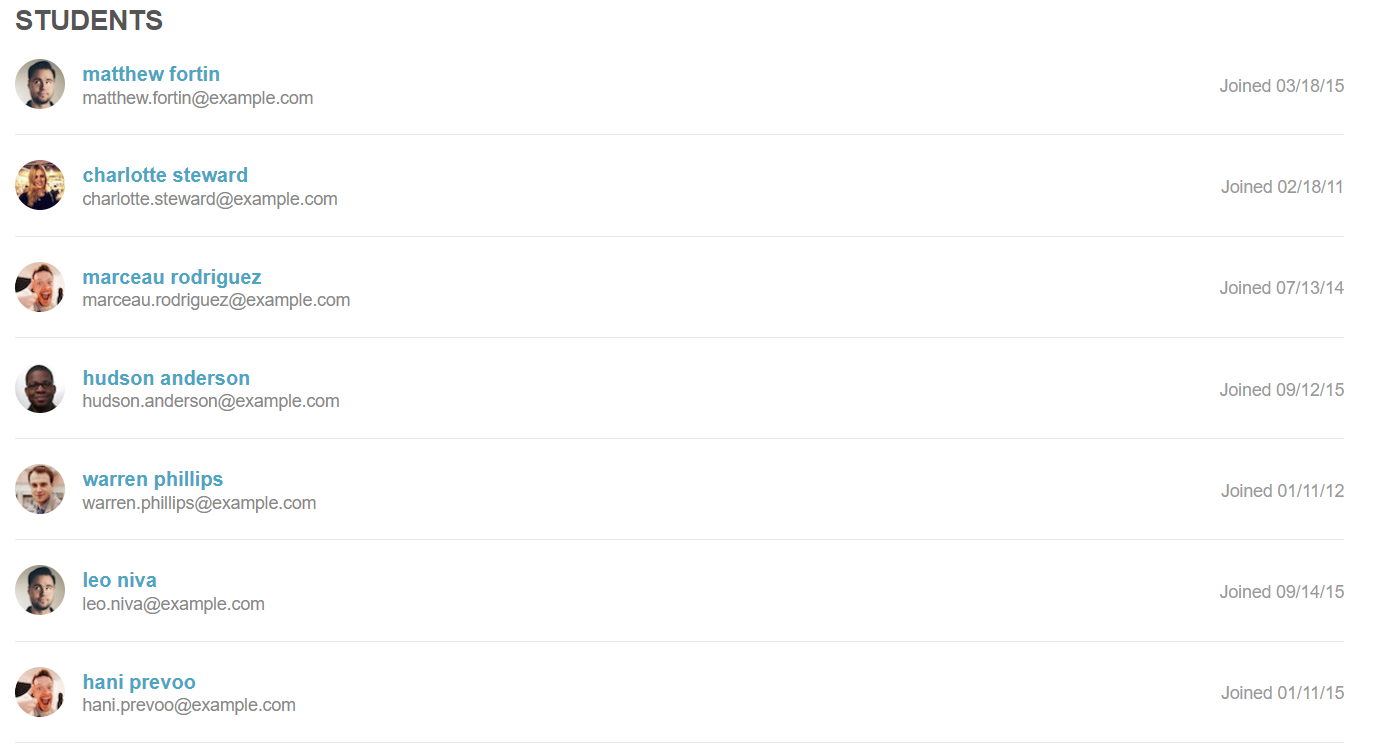 STUDENTS
matthew fortin
matthew.fortin@example.com
Joined 03/18/15
charlotte steward
charlotte.steward@example.com
Joined 02/18/11
marceau rodriguez
marceau.rodriguez@example.com
Joined 07/13/14
hudson anderson
hudson.anderson@example.com
Joined 09/12/15
warren phillips
warren.phillips@example.com
Joined 01/11/12
leo niva
leo.niva@example.com
Joined 09/14/15
hani prevoo
hani.prevoo@example.com
Joined 01/11/15